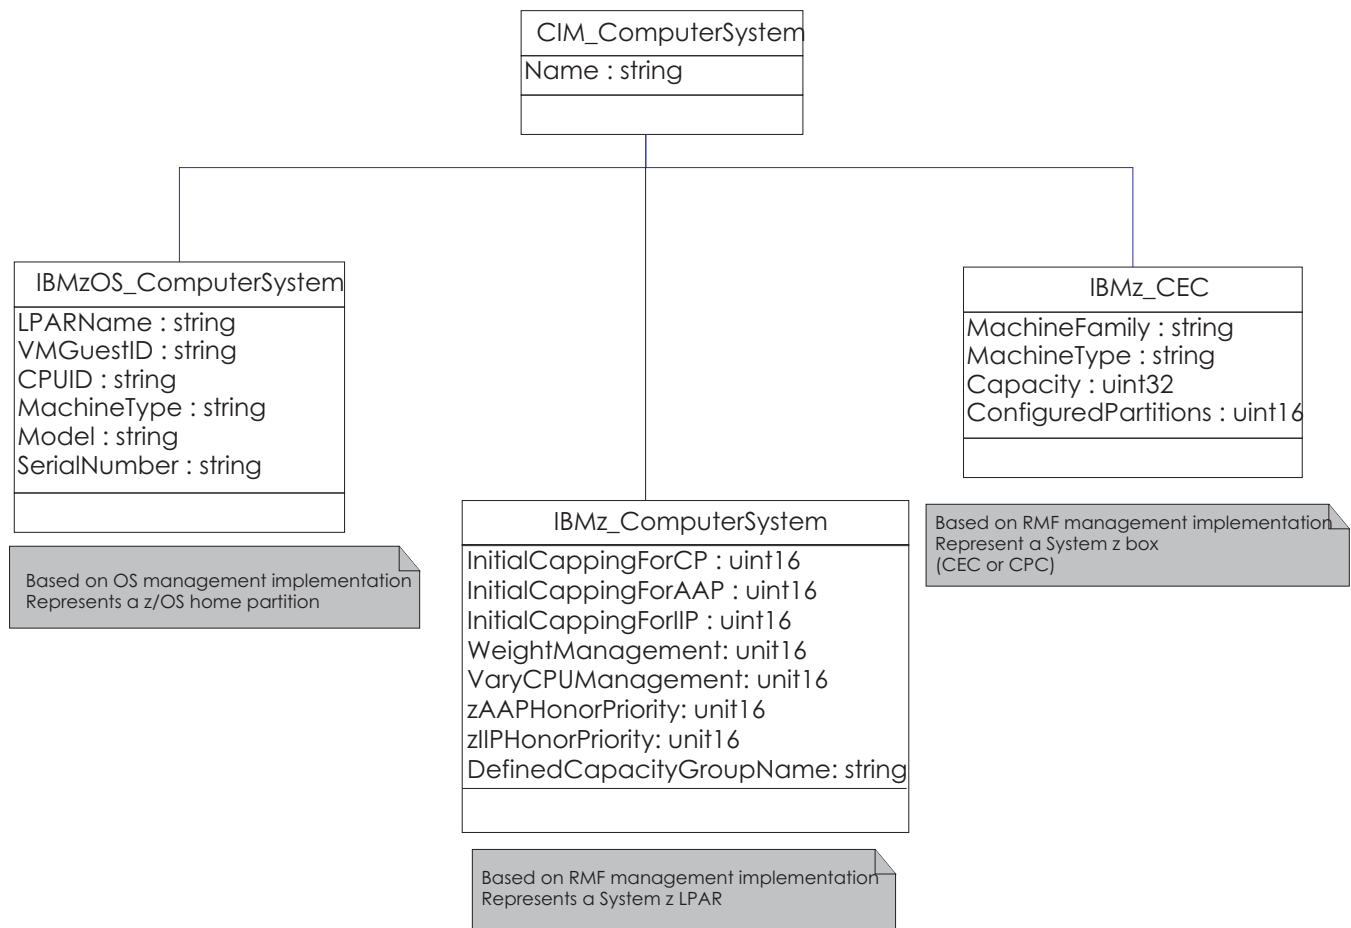 CIM_ComputerSystem
Name : string
IBMzOS_ComputerSystem
LPARName : string
VMGuestID : string
CPUID : string
MachineType : string
Model : string
SerialNumber : string
Based on OS management implementation
Represents a z/OS home partition
IBMz_ComputerSystem
InitialCappingForCP : uint16
InitialCappingForAAP : uint16
InitialCappingForIIP : uint16
WeightManagement: unit16
VaryCPUManagement: unit16
zAAPHonorPriority: unit16
zIIPHonorPriority: unit16
DefinedCapacityGroupName: string
Based on RMF management implementation
Represents a System z LPAR
IBMz_CEC
MachineFamily : string
MachineType : string
Capacity : uint32
ConfiguredPartitions : uint16
Based on RMF management implementation
Represent a System z box
(CEC or CPC)